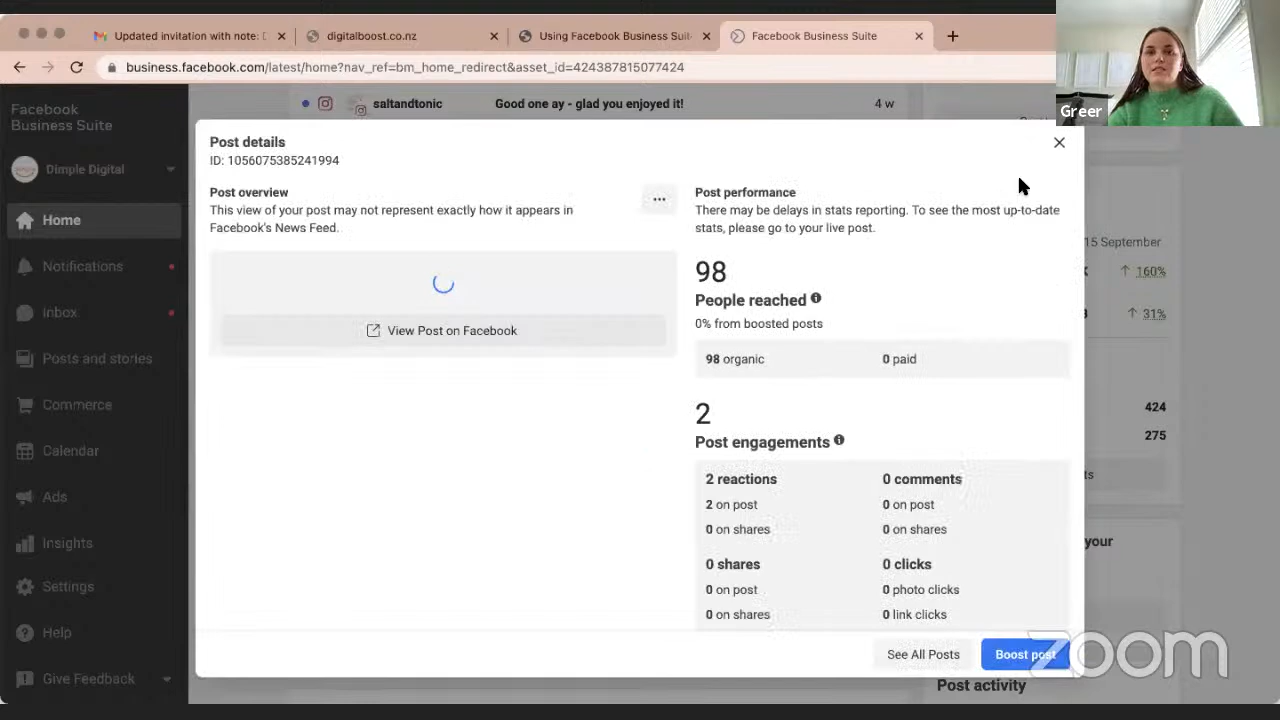 Updated invitation with note: D
digitalboost.co.nz
Using Facebook Business Suit
Facebook Business Suite
business.facebook.com/latest/home?nav_ref=bm_home_redirect&asset_id=424387815077424
Greer
Facebook
Business Suite
saltandtonic
Good one ay - glad you enjoyed it!
4 w
Dimple Digital
Home
Notifications
Inbox
Posts and stories
Commerce
Calendar
Ads
Insights
Settings
Help
Give Feedback
Post details
ID: 1056075385241994
Post overview
This view of your post may not represent exactly how it appears in
Facebook's News Feed.
...
View Post on Facebook
Post performance
There may be delays in stats reporting. To see the most up-to-date
stats, please go to your live post.
98
People reached
0% from boosted posts
98 organic
0 paid
2
Post engagements
2 reactions
0 comments
2 on post
0 on post
0 on shares
0 on shares
0 shares
0 clicks
0 on post
0 photo clicks
0 on shares
0 link clicks
See All Posts
Boost post
zoom
15 September
160%
31%
424
275
ts
your
Post activity